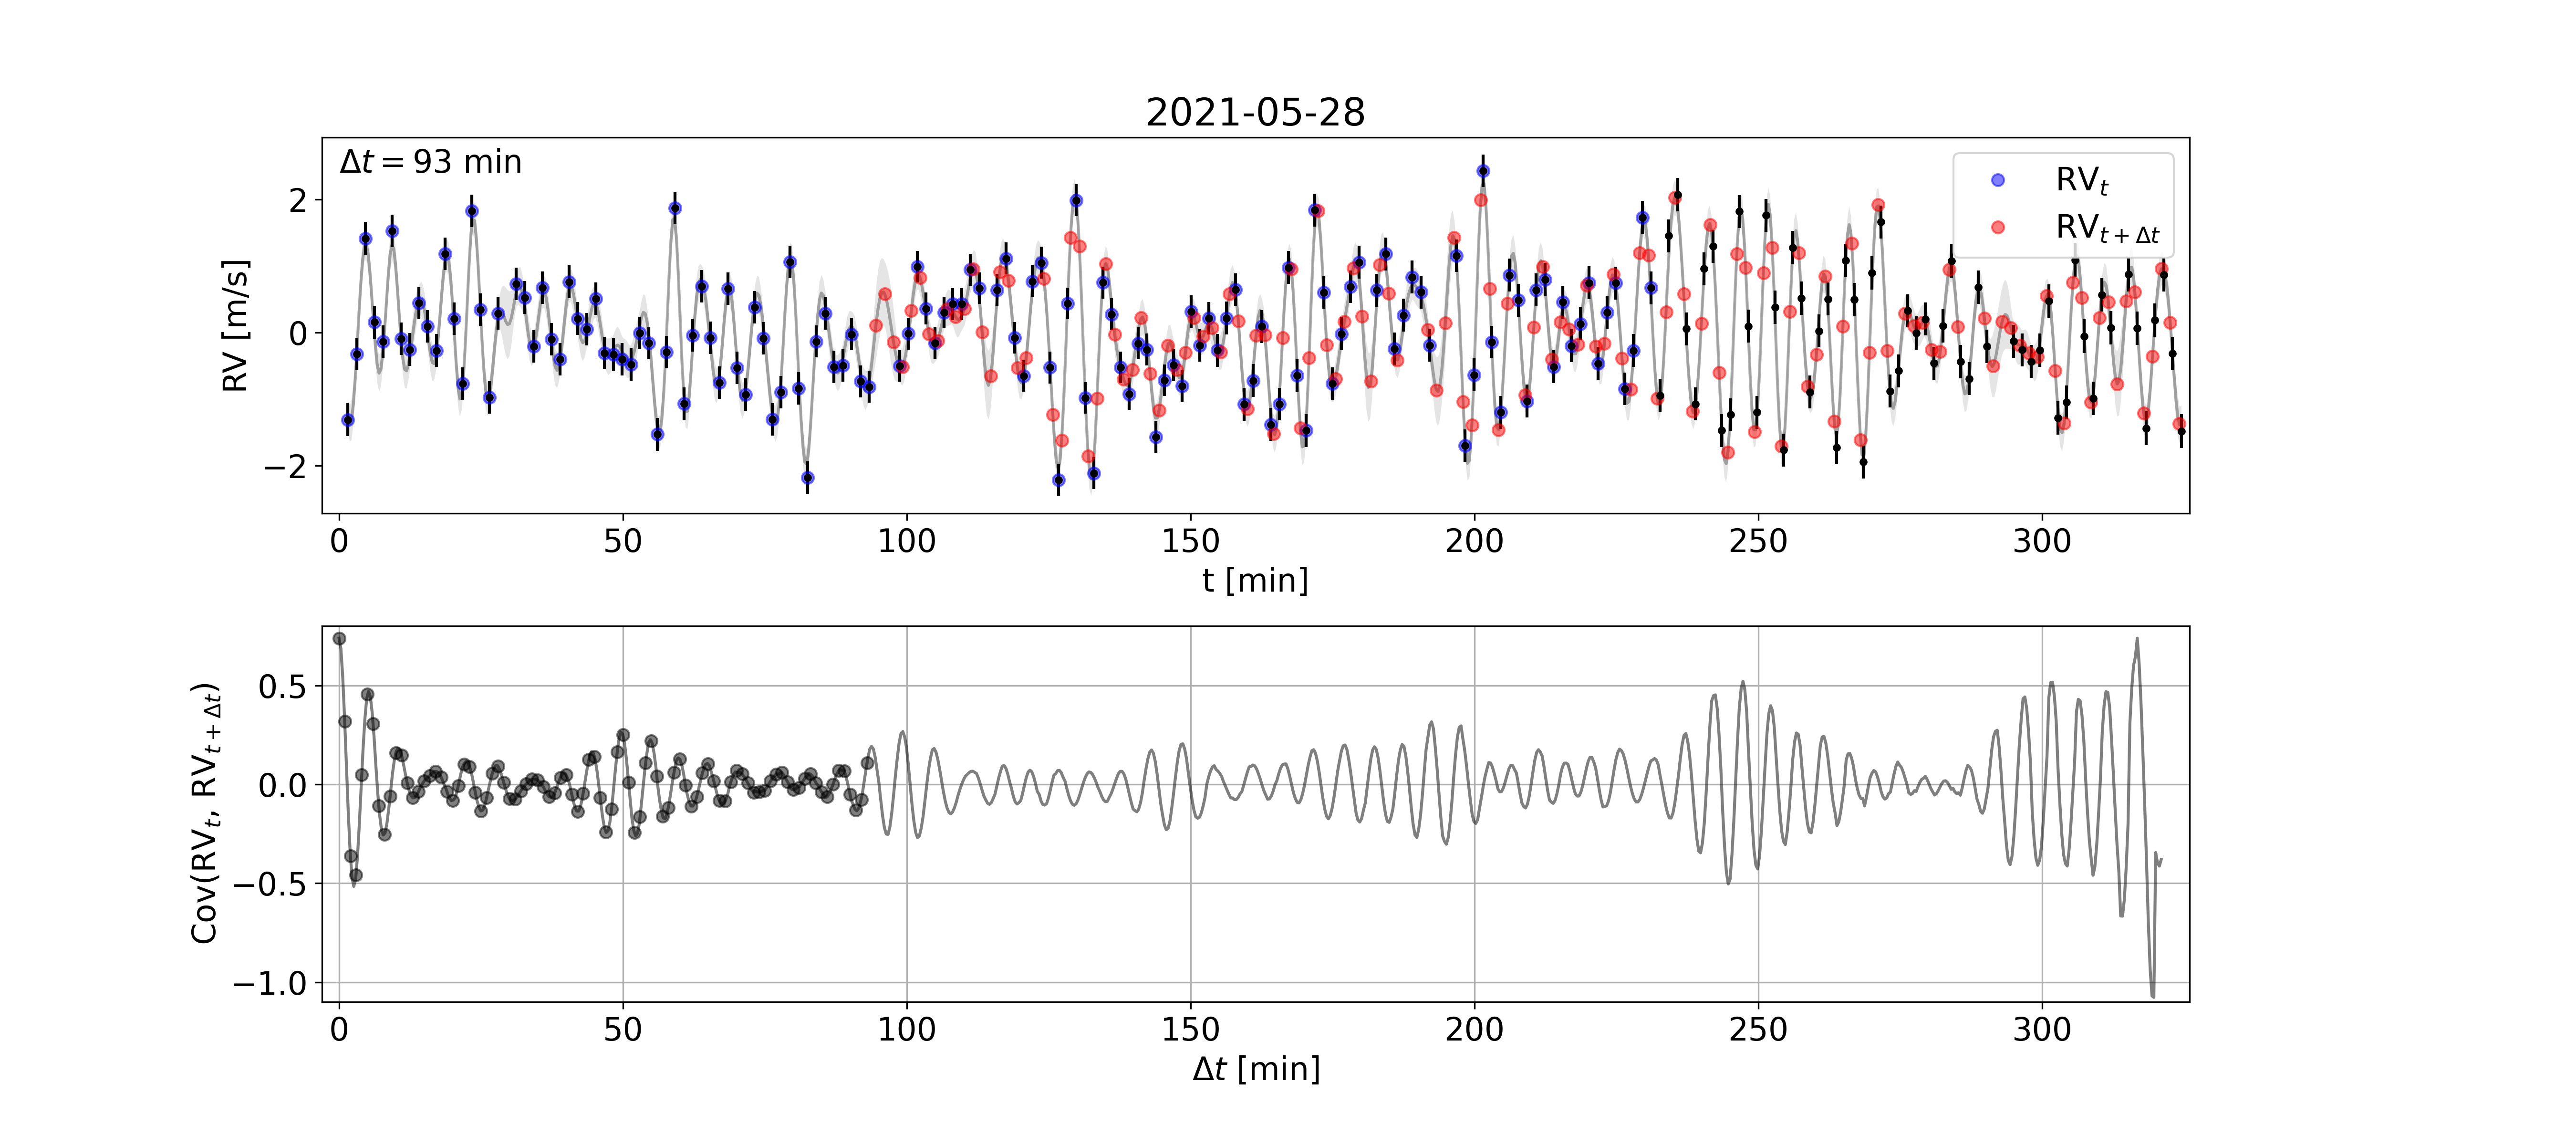 2021-05-28
Δt = 93 min
RV_t
RV_{t+Δt}
2
0
−2
RV [m/s]
0 50 100 150 200 250 300
t [min]
0.5
0.0
−0.5
−1.0
Cov(RV_t, RV_{t+Δt})
0 50 100 150 200 250 300
Δt [min]